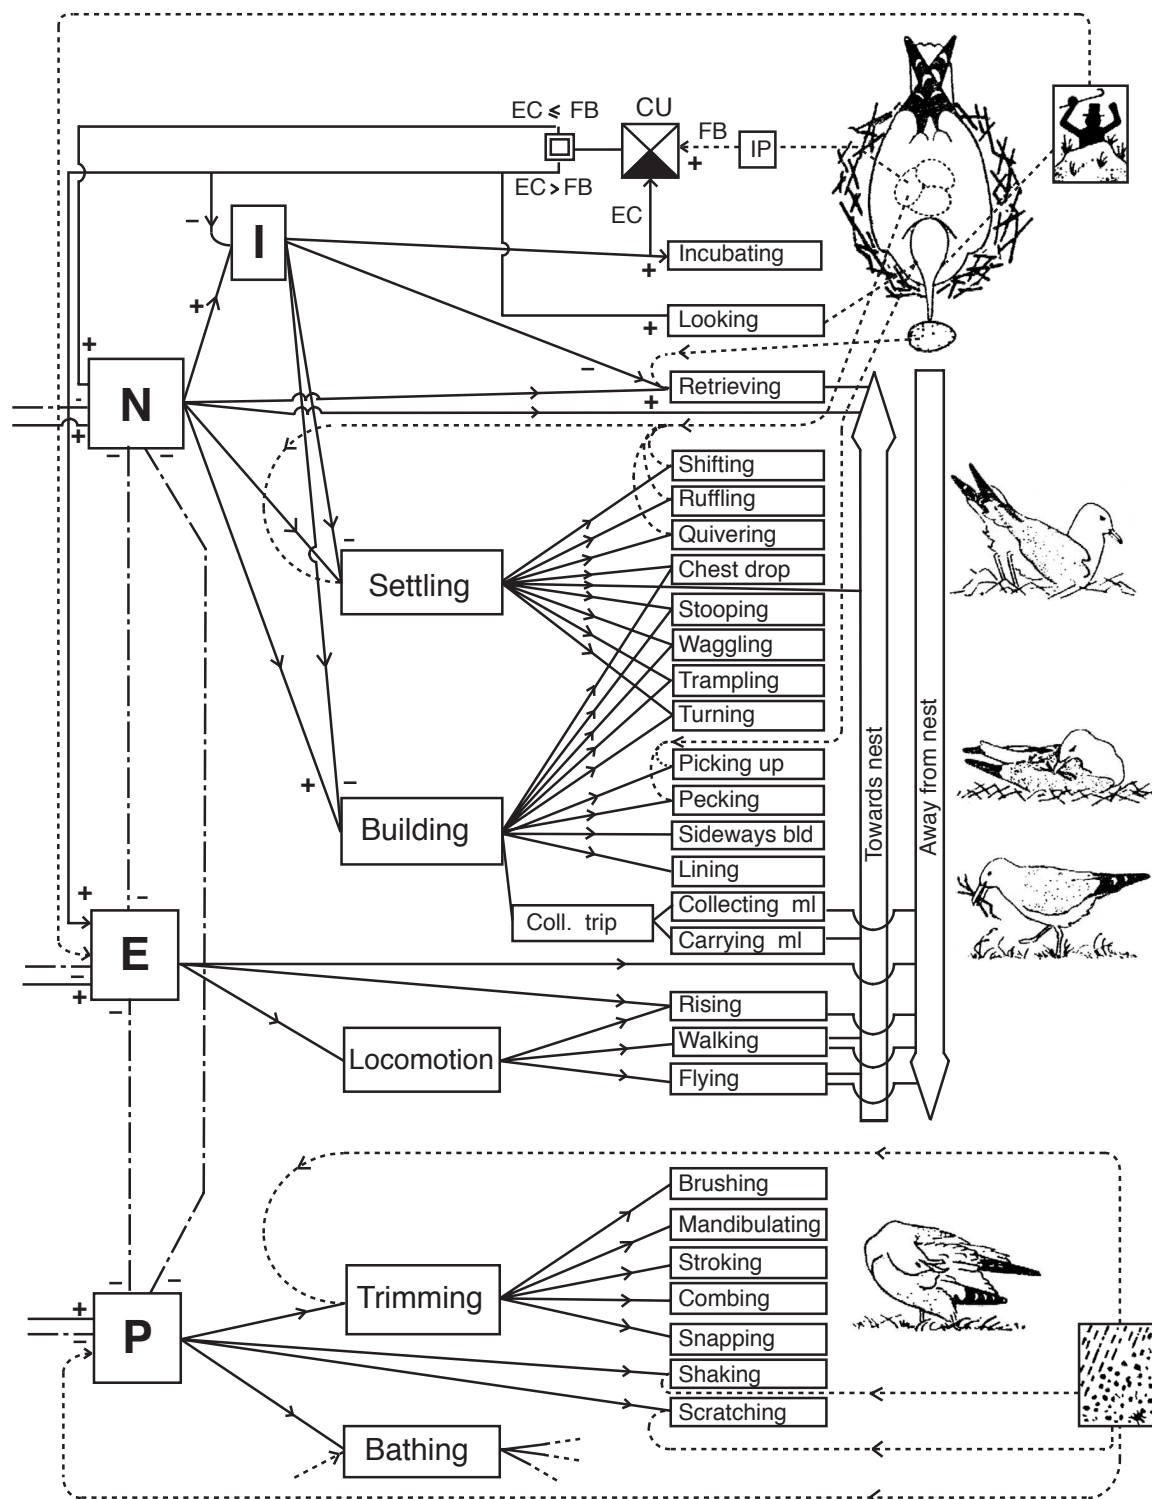 EC ≤ FB
CU
FB
IP
+
EC > FB
EC
−
I
Incubating
+
+
Looking
+
+
−
Retrieving
+
N
-
+
−
−
−
Shifting
Ruffling
Quivering
−
Settling
Chest drop
Stooping
Waggling
Trampling
Turning
Picking up
+
−
Building
Pecking
Sideways bld
Lining
Towards nest
Away from nest
Coll. trip
Collecting ml
Carrying ml
+
−
E
−
+
−
Rising
Locomotion
Walking
Flying
−
Brushing
Mandibulating
Stroking
Trimming
Combing
Snapping
−
−
+
P
−
Shaking
Scratching
Bathing